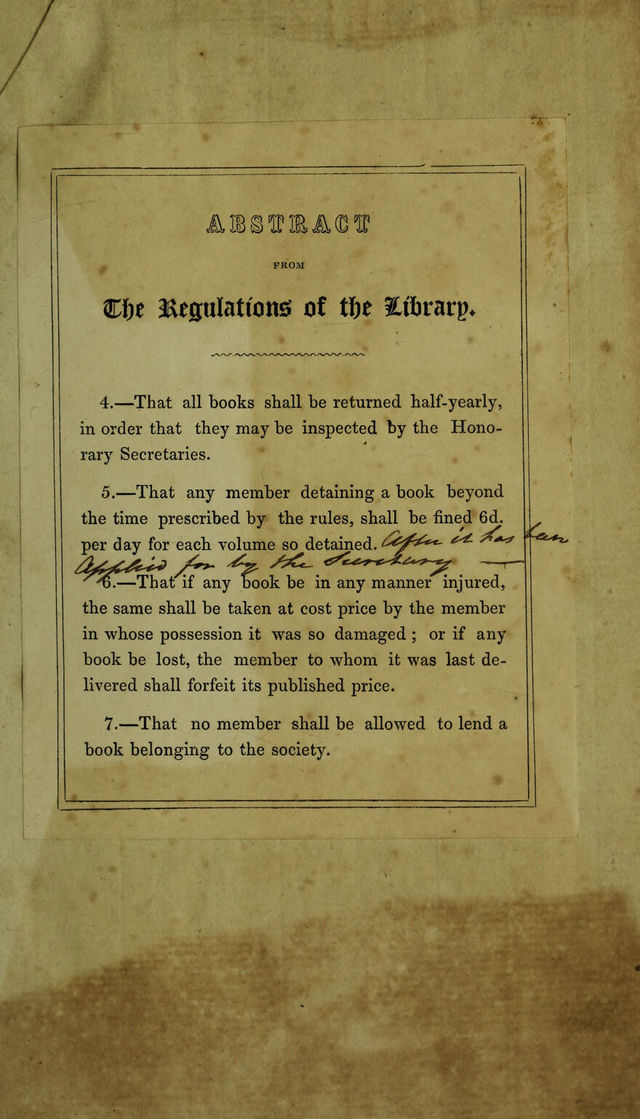 ABSTRACT
FROM
The Regulations of the Library.
4.—That all books shall be returned half-yearly,
in order that they may be inspected by the Hono-
rary Secretaries.
5.—That any member detaining a book beyond
the time prescribed by the rules, shall be fined 6d.
per day for each volume so detained. After it has been
Applied for by the Secretary —
6.—That if any book be in any manner injured,
the same shall be taken at cost price by the member
in whose possession it was so damaged ; or if any
book be lost, the member to whom it was last de-
livered shall forfeit its published price.
7.—That no member shall be allowed to lend a
book belonging to the society.